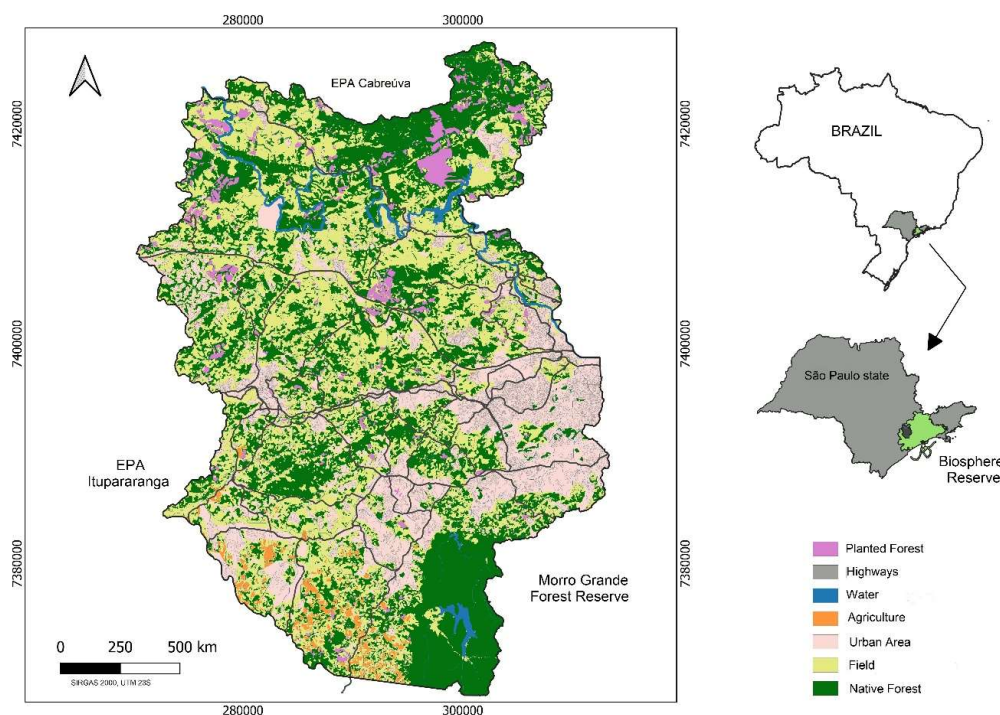 280000
300000
EPA Cabreúva
7420000
7420000
BRAZIL
7400000
7400000
São Paulo state
Biosphere
Reserve
EPA
Itupararanga
7380000
7380000
Morro Grande
Forest Reserve
Planted Forest
Highways
Water
Agriculture
Urban Area
Field
Native Forest
0 250 500 km
SIRGAS 2000, UTM 23S
280000
300000